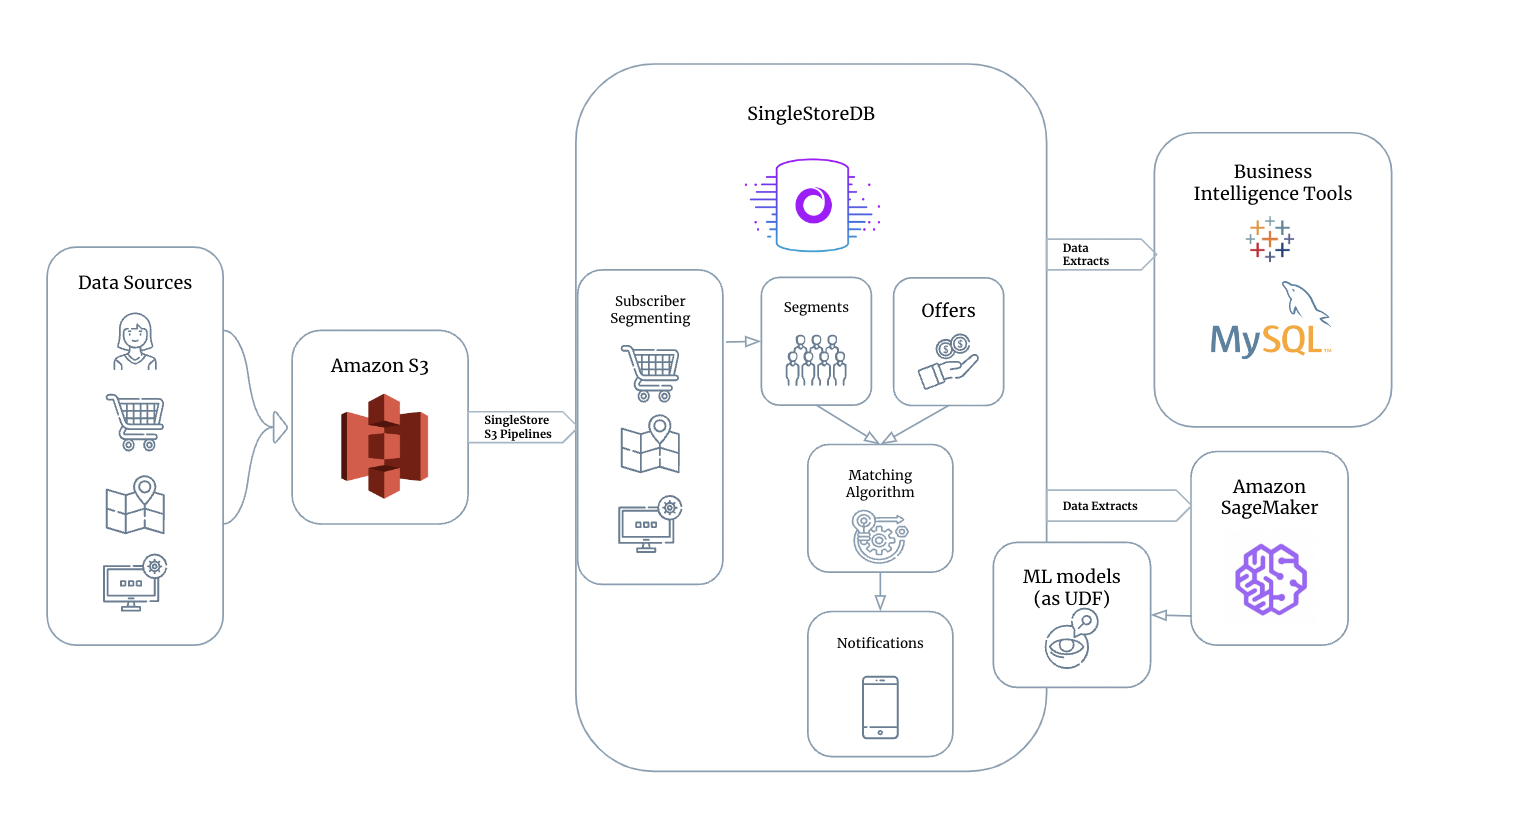 SingleStoreDB
Data Sources
Amazon S3
SingleStore
S3 Pipelines
Subscriber
Segmenting
Segments
Offers
Matching
Algorithm
Notifications
Data
Extracts
Business
Intelligence Tools
MySQL™
Data Extracts
Amazon
SageMaker
ML models
(as UDF)